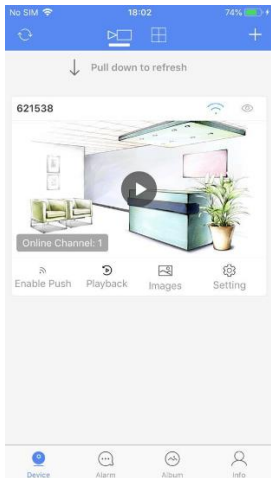 No SIM 18:02 74%
Pull down to refresh
621538
Online Channel: 1
Enable Push Playback Images Setting
Device Alarm Album Info